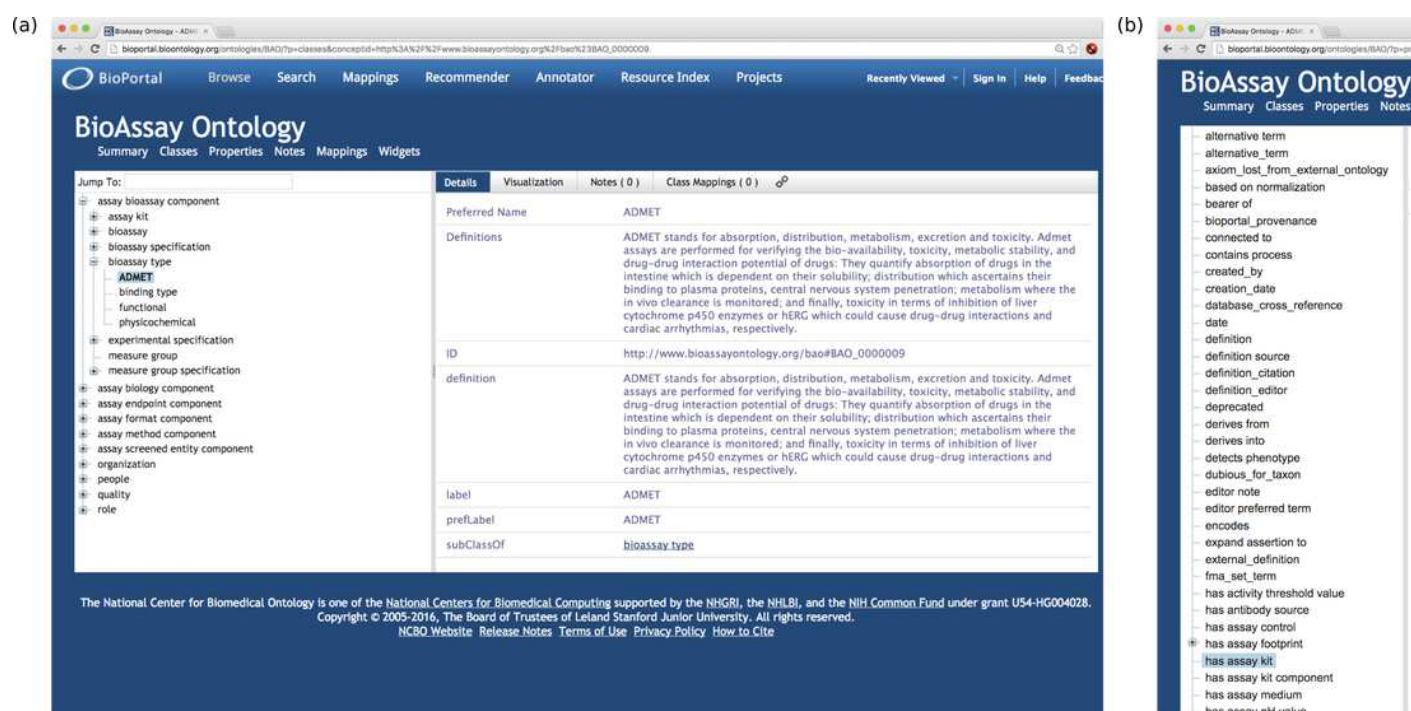 (a)
BioAssay Ontology - ADME
bioportal.bioontology.org/ontologies/BAO/?p=classes&conceptid=http%3A%2F%2Fwww.bioassayontology.org%2Fbao%23BAO_0000009
BioPortal Browse Search Mappings Recommender Annotator Resource Index Projects Recently Viewed Sign In Help Feedbac
BioAssay Ontology
Summary Classes Properties Notes Mappings Widgets
Jump To:
assay bioassay component
assay kit
bioassay
bioassay specification
bioassay type
ADMET
binding type
functional
physicochemical
experimental specification
measure group
measure group specification
assay biology component
assay endpoint component
assay format component
assay method component
assay screened entity component
organization
people
quality
role
Details Visualization Notes ( 0 ) Class Mappings ( 0 )
Preferred Name ADMET
Definitions ADMET stands for absorption, distribution, metabolism, excretion and toxicity. Admet
assays are performed for verifying the bio-availability, toxicity, metabolic stability, and
drug-drug interaction potential of drugs: They quantify absorption of drugs in the
intestine which is dependent on their solubility; distribution which ascertains their
binding to plasma proteins, central nervous system penetration; metabolism where the
in vivo clearance is monitored; and finally, toxicity in terms of inhibition of liver
cytochrome p450 enzymes or hERG which could cause drug-drug interactions and
cardiac arrhythmias, respectively.
ID http://www.bioassayontology.org/bao#BAO_0000009
definition ADMET stands for absorption, distribution, metabolism, excretion and toxicity. Admet
assays are performed for verifying the bio-availability, toxicity, metabolic stability, and
drug-drug interaction potential of drugs: They quantify absorption of drugs in the
intestine which is dependent on their solubility; distribution which ascertains their
binding to plasma proteins, central nervous system penetration; metabolism where the
in vivo clearance is monitored; and finally, toxicity in terms of inhibition of liver
cytochrome p450 enzymes or hERG which could cause drug-drug interactions and
cardiac arrhythmias, respectively.
label ADMET
prefLabel ADMET
subClassOf bioassay type
The National Center for Biomedical Ontology is one of the National Centers for Biomedical Computing supported by the NHGRI, the NHLBI, and the NIH Common Fund under grant U54-HG004028.
Copyright © 2005-2016, The Board of Trustees of Leland Stanford Junior University. All rights reserved.
NCBO Website Release Notes Terms of Use Privacy Policy How to Cite
(b)
BioAssay Ontology - ADME
bioportal.bioontology.org/ontologies/BAO/?p=pr
BioAssay Ontology
Summary Classes Properties Notes
alternative term
alternative_term
axiom_lost_from_external_ontology
based on normalization
bearer of
bioportal_provenance
connected to
contains process
created_by
creation_date
database_cross_reference
date
definition
definition source
definition_citation
definition_editor
deprecated
derives from
derives into
detects phenotype
dubious_for_taxon
editor note
editor preferred term
encodes
expand assertion to
external_definition
fma_set_term
has activity threshold value
has antibody source
has assay control
has assay footprint
has assay kit
has assay kit component
has assay medium
has assay pH value